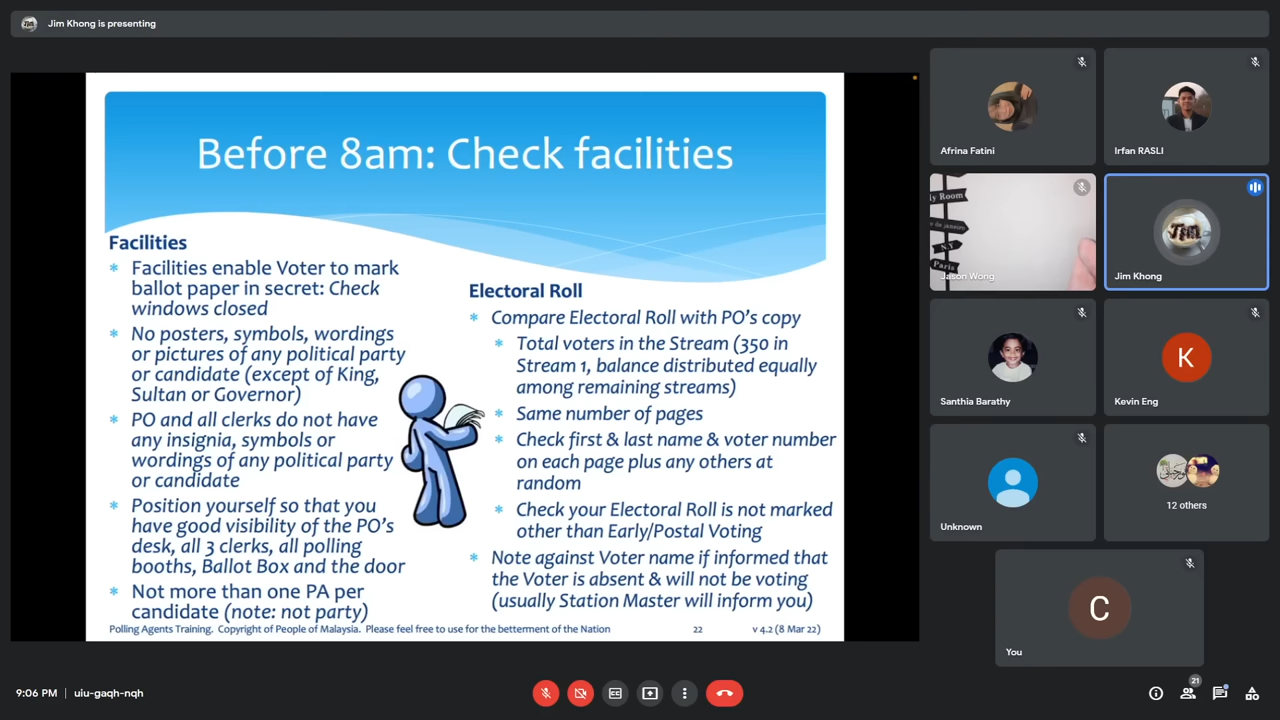 Jim Khong is presenting
Before 8am: Check facilities
Facilities
* Facilities enable Voter to mark
ballot paper in secret: Check
windows closed
* No posters, symbols, wordings
or pictures of any political party
or candidate (except of King,
Sultan or Governor)
* PO and all clerks do not have
any insignia, symbols or
wordings of any political party
or candidate
* Position yourself so that you
have good visibility of the PO's
desk, all 3 clerks, all polling
booths, Ballot Box and the door
* Not more than one PA per
candidate (note: not party)
Electoral Roll
* Compare Electoral Roll with PO's copy
* Total voters in the Stream (350 in
Stream 1, balance distributed equally
among remaining streams)
* Same number of pages
* Check first & last name & voter number
on each page plus any others at
random
* Check your Electoral Roll is not marked
other than Early/Postal Voting
* Note against Voter name if informed that
the Voter is absent & will not be voting
(usually Station Master will inform you)
Polling Agents Training. Copyright of People of Malaysia. Please feel free to use for the betterment of the Nation
22
v 4.2 (8 Mar 22)
Afrina Fatini
Irfan RASLI
ly Room
N.Y
Paris
Jason Wong
Jim
Jim Khong
Santhia Barathy
K
Kevin Eng
Unknown
12 others
C
You
9:06 PM | uiu-gaqh-nqh
21